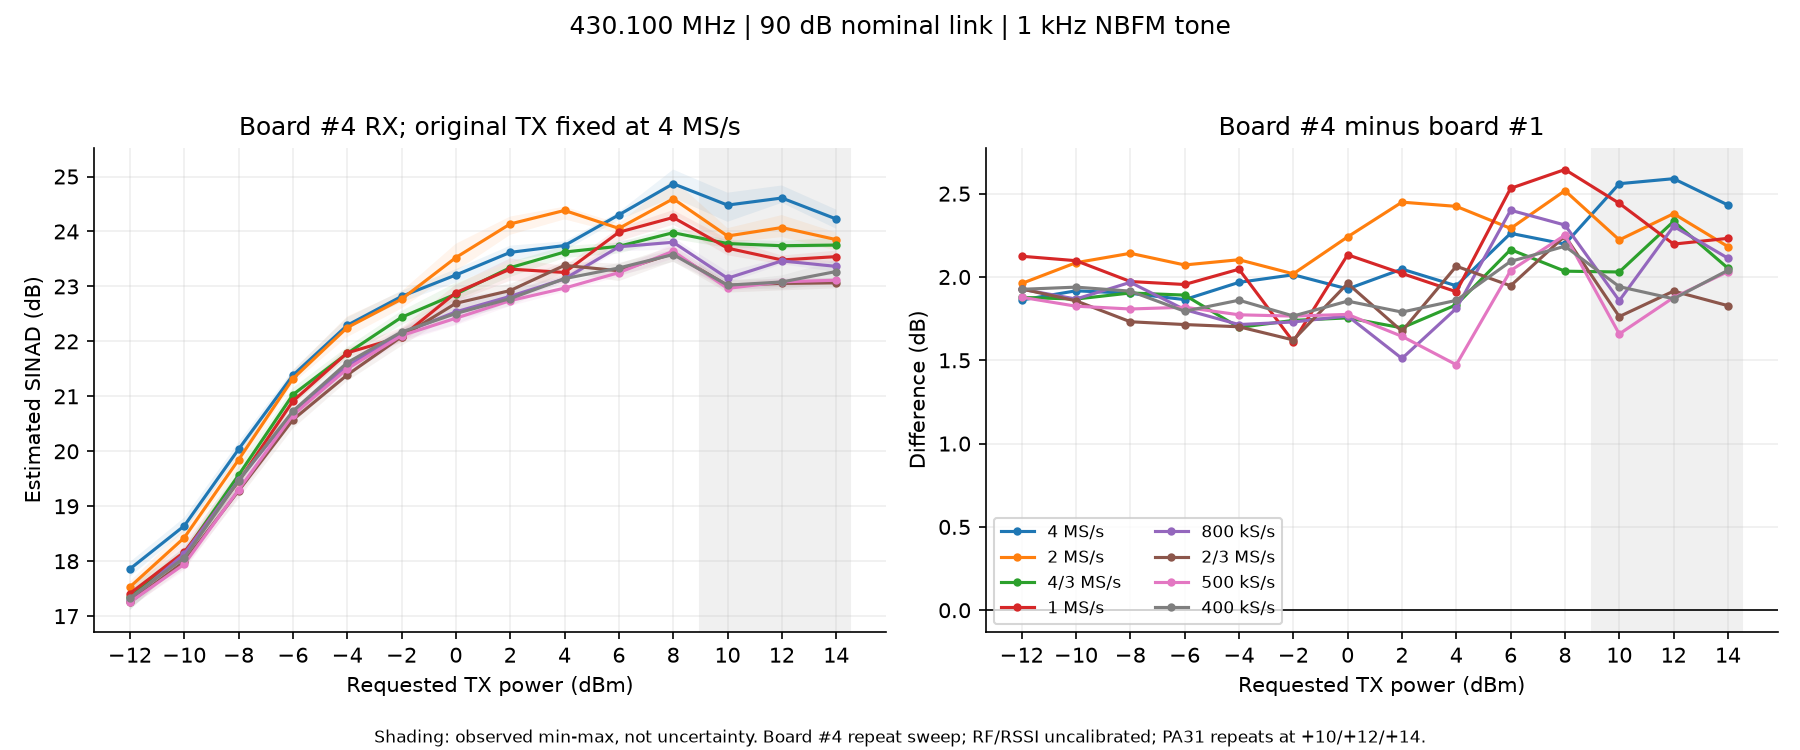 430.100 MHz | 90 dB nominal link | 1 kHz NBFM tone
Board #4 RX; original TX fixed at 4 MS/s
Estimated SINAD (dB)
25
24
23
22
21
20
19
18
17
−12 −10 −8 −6 −4 −2 0 2 4 6 8 10 12 14
Requested TX power (dBm)
Board #4 minus board #1
Difference (dB)
2.5
2.0
1.5
1.0
0.5
0.0
4 MS/s 800 kS/s
2 MS/s 2/3 MS/s
4/3 MS/s 500 kS/s
1 MS/s 400 kS/s
−12 −10 −8 −6 −4 −2 0 2 4 6 8 10 12 14
Requested TX power (dBm)
Shading: observed min-max, not uncertainty. Board #4 repeat sweep; RF/RSSI uncalibrated; PA31 repeats at +10/+12/+14.